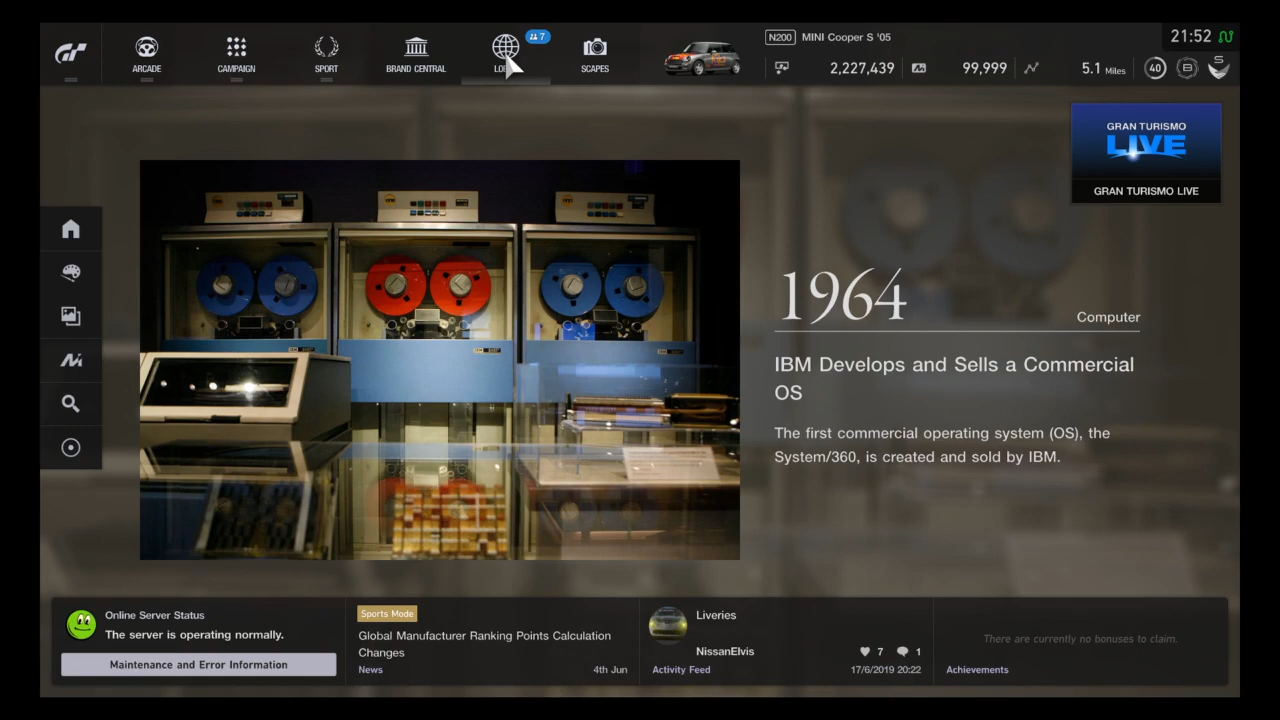 ARCADE
CAMPAIGN
SPORT
BRAND CENTRAL
7
SCAPES
N200 MINI Cooper S '05
2,227,439
99,999
5.1 Miles
40
B
S
21:52
GRAN TURISMO
LIVE
GRAN TURISMO LIVE
1964
Computer
IBM Develops and Sells a Commercial
OS
The first commercial operating system (OS), the
System/360, is created and sold by IBM.
Online Server Status
The server is operating normally.
Maintenance and Error Information
Sports Mode
Global Manufacturer Ranking Points Calculation
Changes
News
4th Jun
Liveries
NissanElvis
7 1
Activity Feed
17/6/2019 20:22
There are currently no bonuses to claim.
Achievements